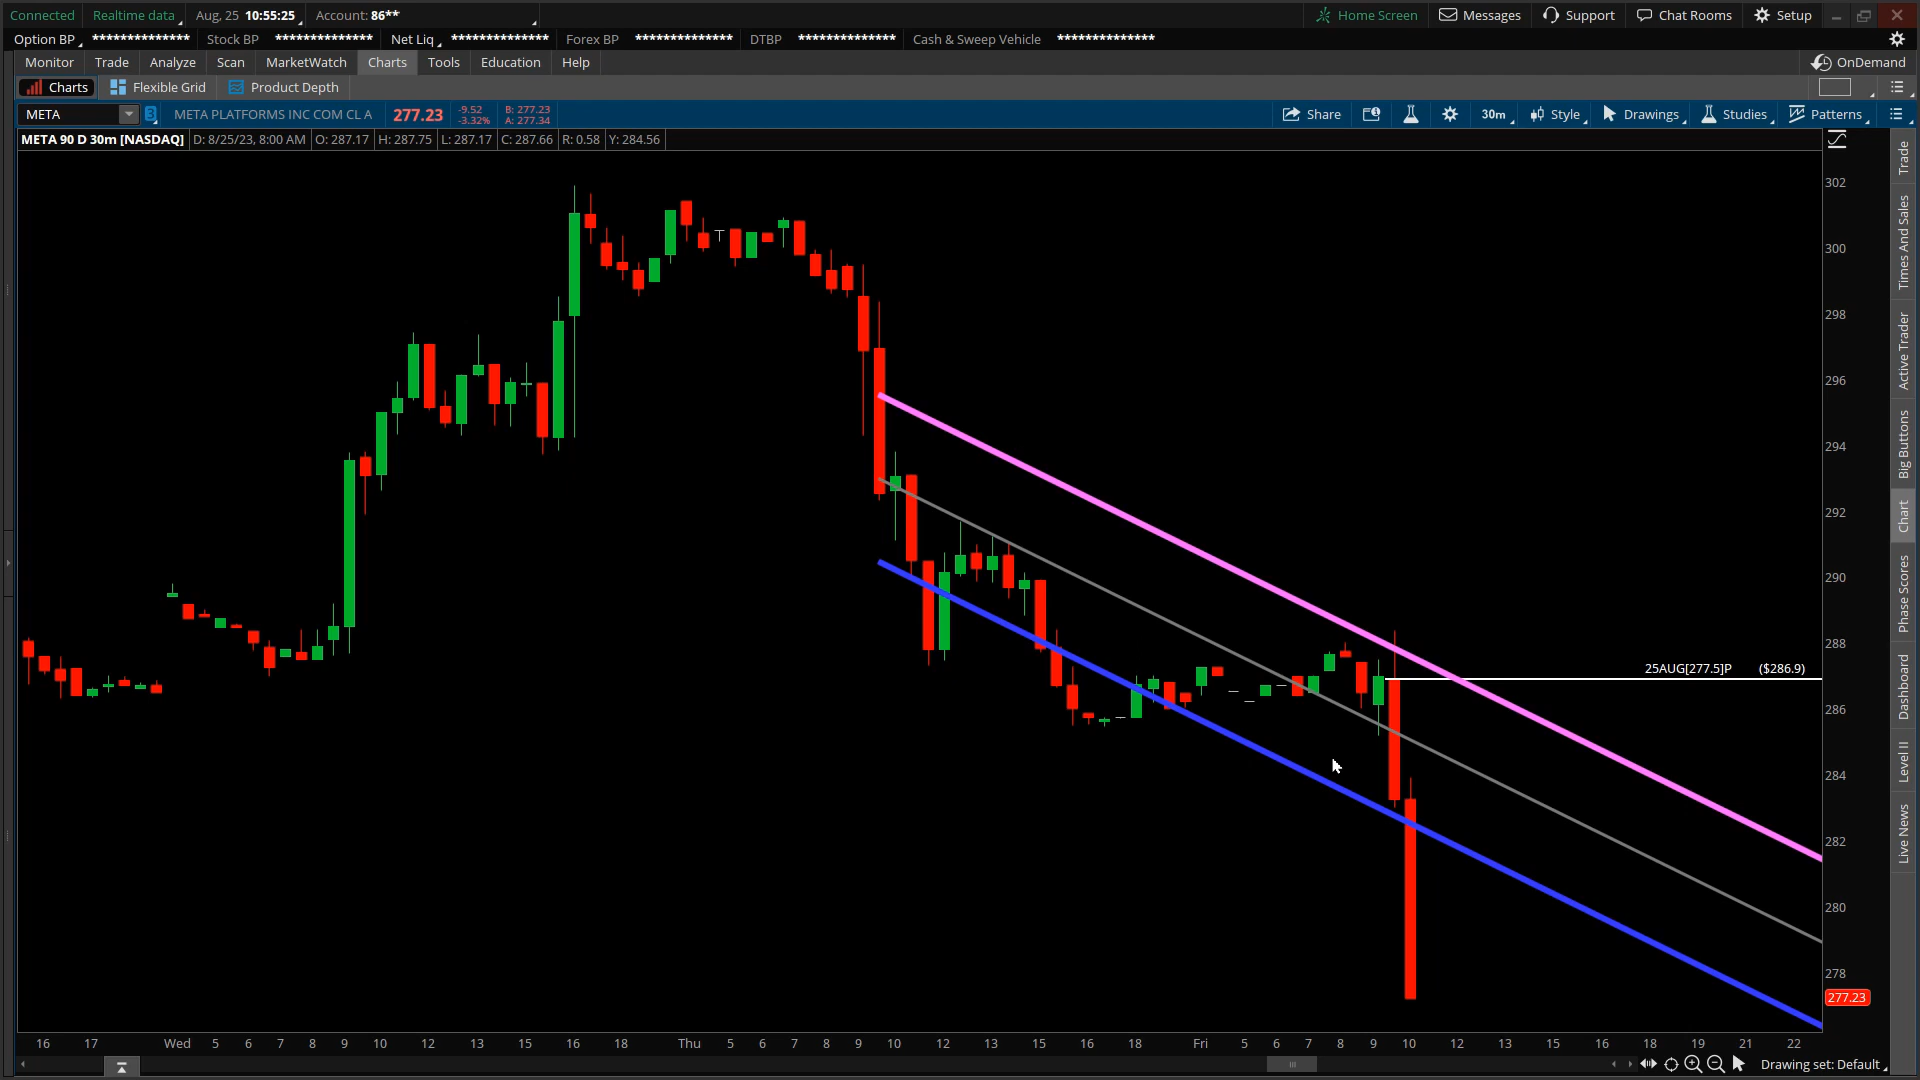 Connected Realtime data Aug, 25 10:55:25 Account: 86** Home Screen Messages Support Chat Rooms Setup
Option BP ************** Stock BP ************** Net Liq ************** Forex BP ************** DTBP ************** Cash & Sweep Vehicle **************
Monitor Trade Analyze Scan MarketWatch Charts Tools Education Help OnDemand
Charts Flexible Grid Product Depth
META 3 META PLATFORMS INC COM CL A 277.23 -9.52 B: 277.23 Share 30m Style Drawings Studies Patterns
-3.32% A: 277.34
META 90 D 30m [NASDAQ] D: 8/25/23, 8:00 AM O: 287.17 H: 287.75 L: 287.17 C: 287.66 R: 0.58 Y: 284.56
302
300
298
296
294
292
290
288
25AUG[277.5]P ($286.9)
286
284
282
280
278
277.23
Trade
Times And Sales
Active Trader
Big Buttons
Chart
Phase Scores
Dashboard
Level II
Live News
16 17 Wed 5 6 7 8 9 10 12 13 15 16 18 Thu 5 6 7 8 9 10 12 13 15 16 18 Fri 5 6 7 8 9 10 12 13 15 16 18 19 21 22
Drawing set: Default